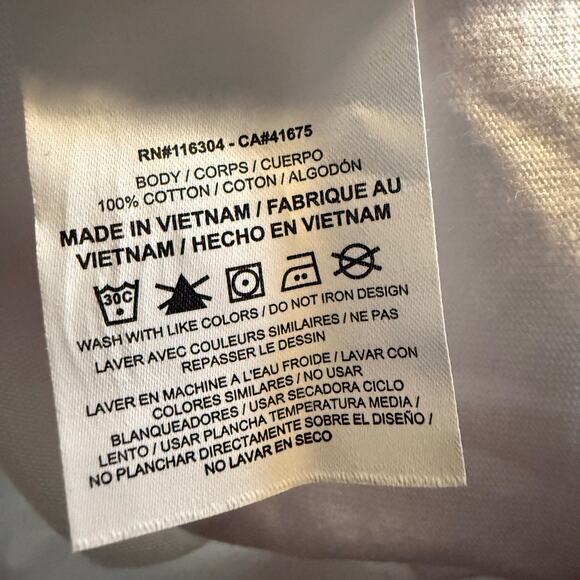 RN#116304 - CA#41675
BODY / CORPS / CUERPO
100% COTTON / COTON / ALGODÓN
MADE IN VIETNAM / FABRIQUE AU
VIETNAM / HECHO EN VIETNAM
30C
WASH WITH LIKE COLORS / DO NOT IRON DESIGN
LAVER AVEC COULEURS SIMILAIRES / NE PAS
REPASSER LE DESSIN
LAVER EN MACHINE A L'EAU FROIDE / LAVAR CON
COLORES SIMILARES / NO USAR
BLANQUEADORES / USAR SECADORA CICLO
LENTO / USAR PLANCHA TEMPERATURA MEDIA /
NO PLANCHAR DIRECTAMENTE SOBRE EL DISEÑO /
NO LAVAR EN SECO